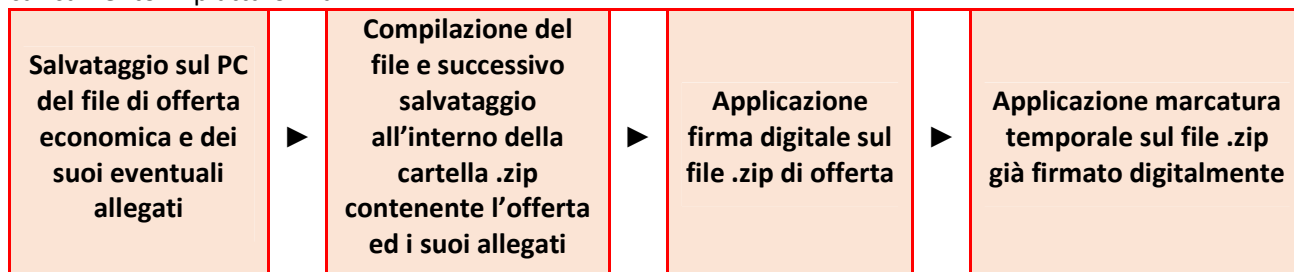 Salvataggio sul PC
del file di offerta
economica e dei
suoi eventuali
allegati
►
Compilazione del
file e successivo
salvataggio
all’interno della
cartella .zip
contenente l’offerta
ed i suoi allegati
►
Applicazione
firma digitale sul
file .zip di offerta
►
Applicazione marcatura
temporale sul file .zip
già firmato digitalmente